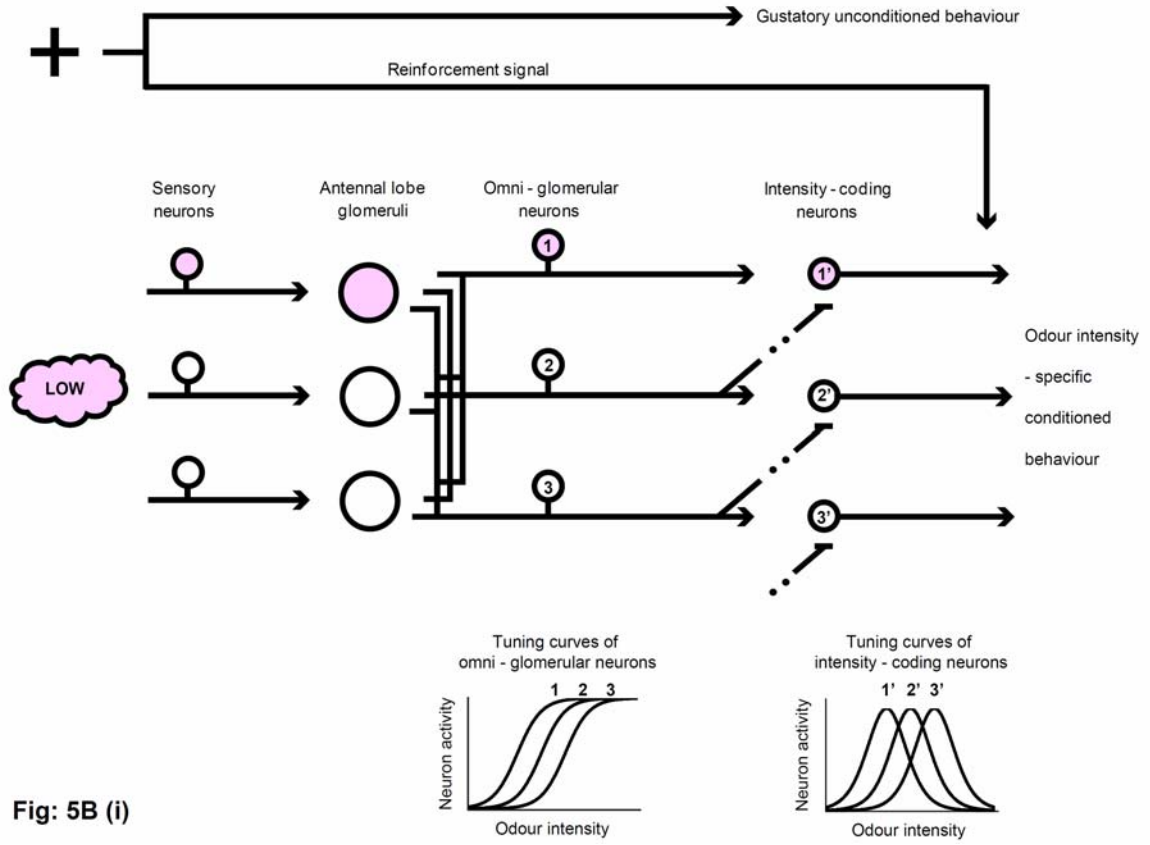 +
Gustatory unconditioned behaviour
Reinforcement signal
Sensory
neurons
Antennal lobe
glomeruli
Omni - glomerular
neurons
Intensity - coding
neurons
1
1’
LOW
2
2’
3
3’
Odour intensity
- specific
conditioned
behaviour
Tuning curves of
omni - glomerular neurons
1 2 3
Neuron activity
Odour intensity
Tuning curves of
intensity - coding neurons
1’ 2’ 3’
Neuron activity
Odour intensity
Fig: 5B (i)